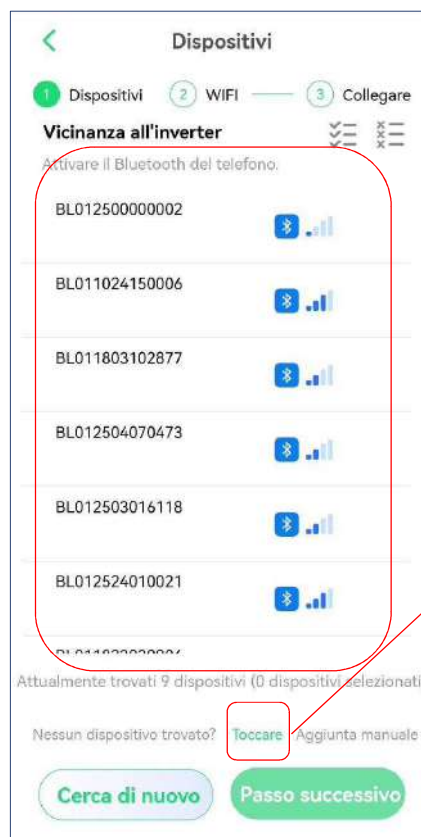 Dispositivi
1 Dispositivi 2 WIFI 3 Collegare
Vicinanza all'inverter
Attivare il Bluetooth del telefono.
BL012500000002
BL011024150006
BL011803102877
BL012504070473
BL012503016118
BL012524010021
Attualmente trovati 9 dispositivi (0 dispositivi selezionati
Nessun dispositivo trovato? Toccare Aggiunta manuale
Cerca di nuovo Passo successivo